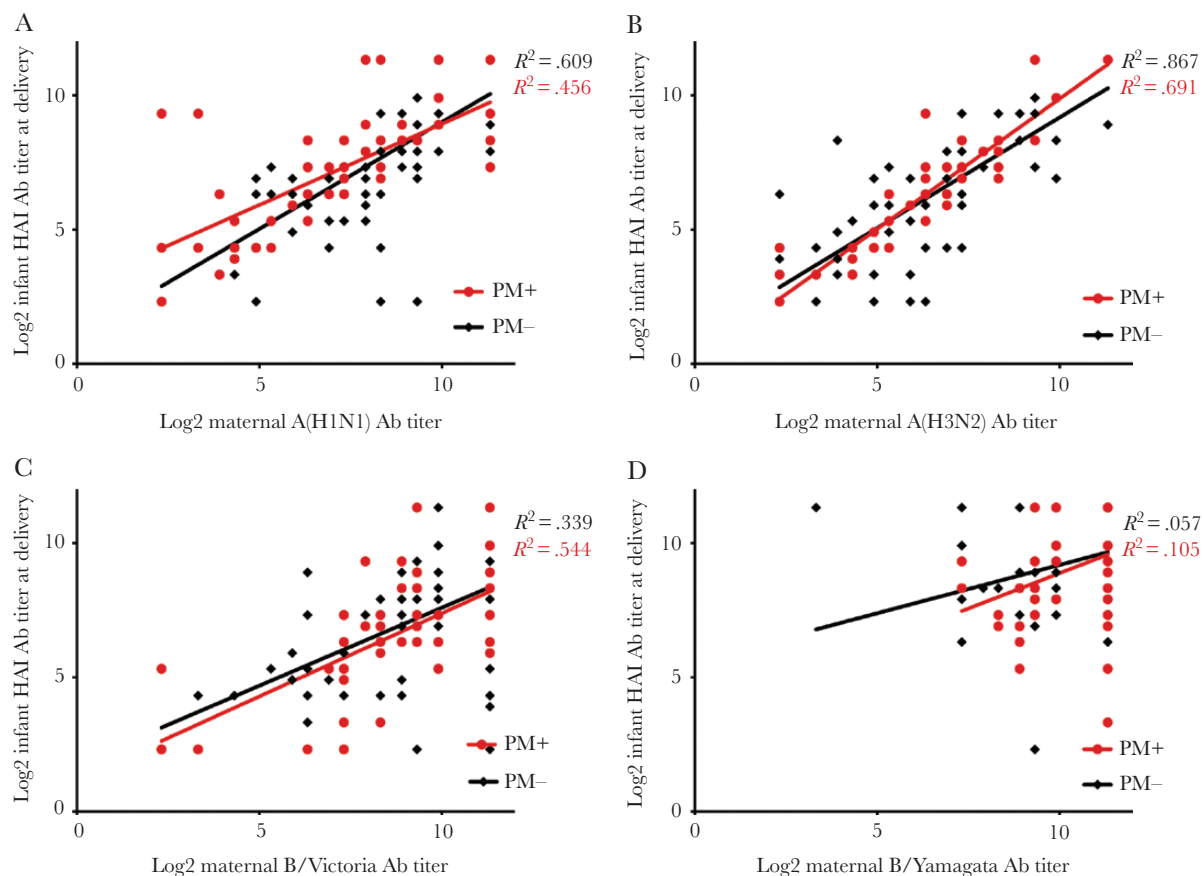 A
Log2 infant HAI Ab titer at delivery
10
5
0
0
5
10
R² = .609
R² = .456
PM+
PM–
Log2 maternal A(H1N1) Ab titer
B
Log2 infant HAI Ab titer at delivery
10
5
0
0
5
10
R² = .867
R² = .691
PM+
PM–
Log2 maternal A(H3N2) Ab titer
C
Log2 infant HAI Ab titer at delivery
10
5
0
0
5
10
R² = .339
R² = .544
PM+
PM–
Log2 maternal B/Victoria Ab titer
D
Log2 infant HAI Ab titer at delivery
10
5
0
0
5
10
R² = .057
R² = .105
PM+
PM–
Log2 maternal B/Yamagata Ab titer